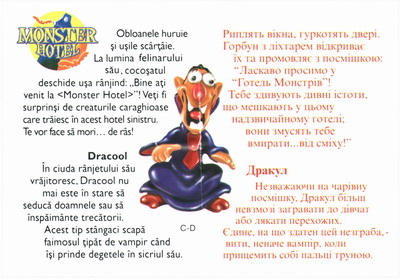 MONSTER
HOTEL
Obloanele huruie
și ușile scârțâie.
La lumina felinarului
său, cocoșatul
deschide ușa rânjind: „Bine ați
venit la <Monster Hotel>”! Veți fi
surprinși de creaturile caraghioase
care trăiesc în acest hotel sinistru.
Te vor face să mori... de râs!
Dracool
În ciuda rânjetului său
vrăjitoresc, Dracool nu
mai este în stare să
seducă doamnele sau să
înspăimânte trecătorii.
Acest tip stângaci scapă
faimosul țipăt de vampir când
își prinde degetele în sicriul său.
C-D
Риплять вікна, гуркотять двері.
Горбун з ліхтарем відкриває
їх та промовляє з посмішкою:
“Ласкаво просимо у
“Готель Монстрів”!
Тебе здивують дивні істоти,
що мешкають у цьому
надзвичайному готелі;
вони змусять тебе
вмирати...від сміху!”
Дракул
Незважаючи на чарівну
посмішку, Дракул більш
невзмозі загравати до дівчат
або лякати перехожих.
Єдине, на що здатен цей незграба,-
- вити, неначе вампір, коли
прищемить собі пальці труною.